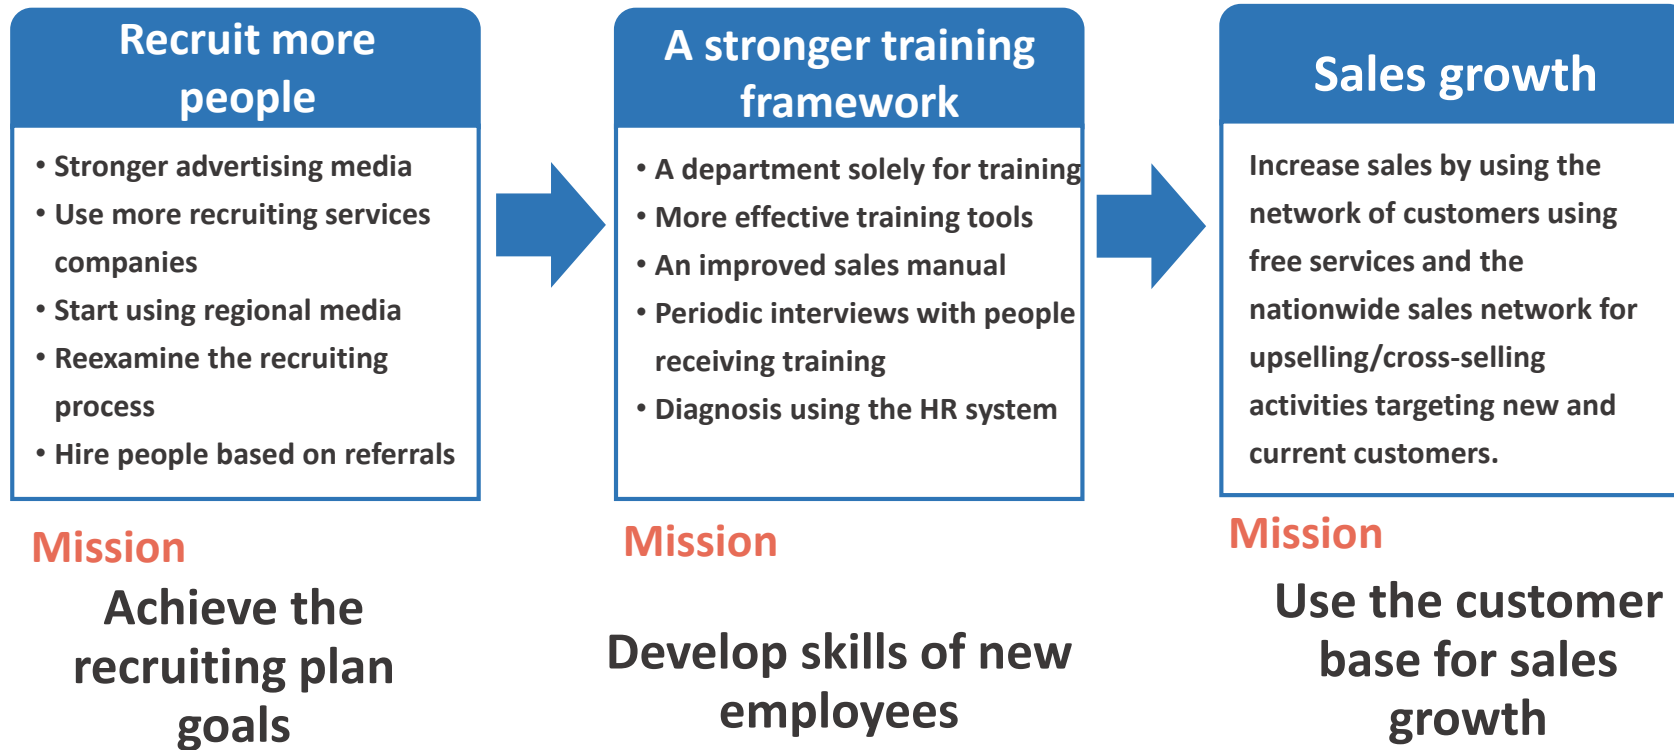 Recruit more
people
• Stronger advertising media
• Use more recruiting services
companies
• Start using regional media
• Reexamine the recruiting
process
• Hire people based on referrals
Mission
Achieve the
recruiting plan
goals
A stronger training
framework
• A department solely for training
• More effective training tools
• An improved sales manual
• Periodic interviews with people
receiving training
• Diagnosis using the HR system
Mission
Develop skills of new
employees
Sales growth
Increase sales by using the
network of customers using
free services and the
nationwide sales network for
upselling/cross-selling
activities targeting new and
current customers.
Mission
Use the customer
base for sales
growth